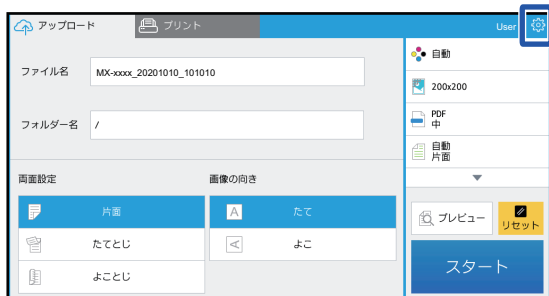 アップロード
プリント
User
ファイル名
MX-xxxx_20201010_101010
フォルダー名
/
両面設定
片面
たてとじ
よことじ
画像の向き
A
たて
A
よこ
自動
200x200
PDF
中
自動
片面
プレビュー
リセット
スタート